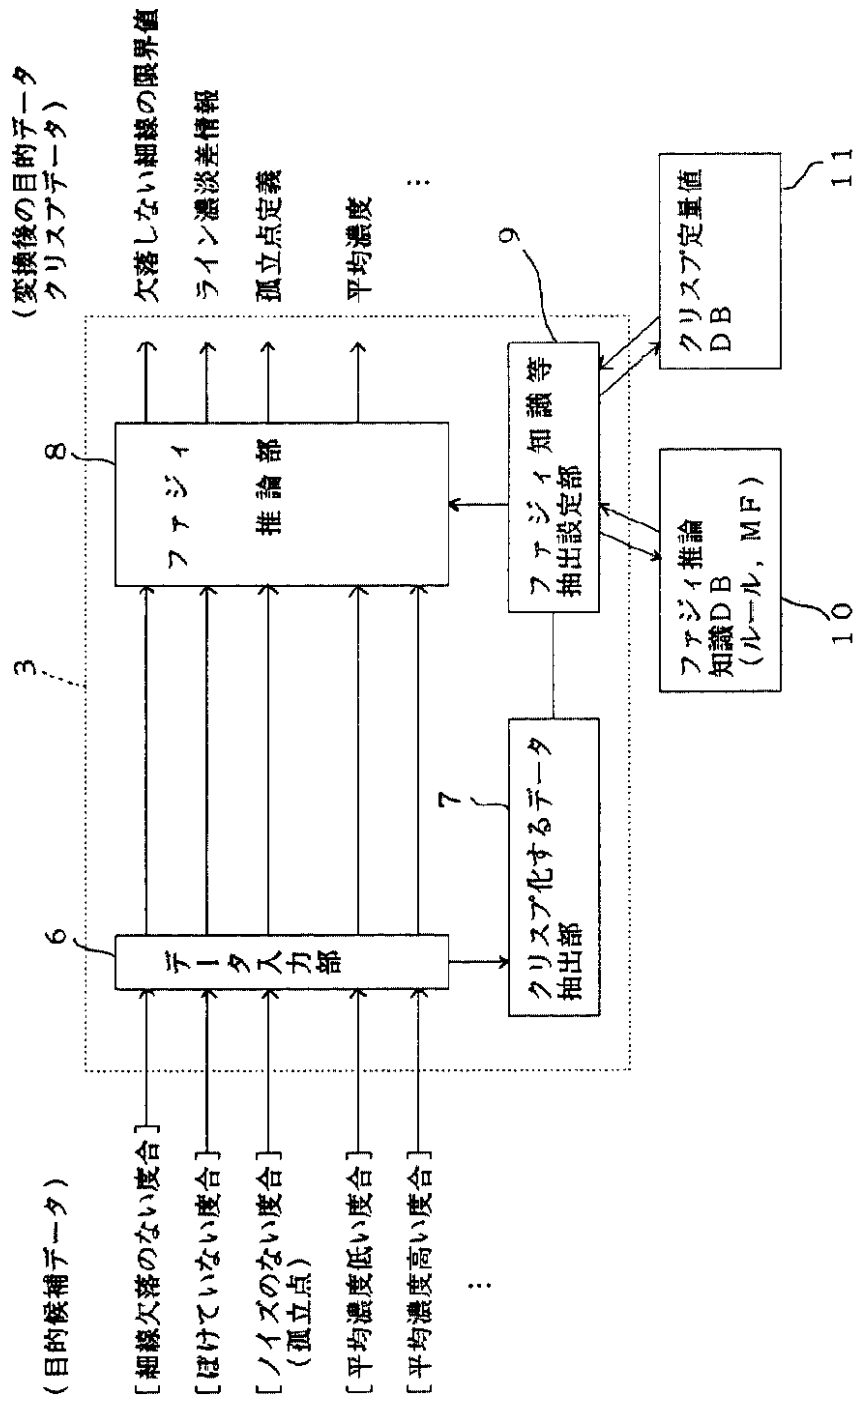 (目的候補データ)
[細線欠落のない度合]
[ぼけていない度合]
[ノイズのない度合]
(孤立点)
[平均濃度低い度合]
[平均濃度高い度合]
…
3
6
データ入力部
7
クリスプ化するデータ
抽出部
8
ファジィ
推論部
9
ファジィ知識等
抽出設定部
10
ファジィ推論
知識DB
(ルール,MF)
11
クリスプ定量値
DB
(変換後の目的データ
クリスプデータ)
欠落しない細線の限界値
ライン濃淡差情報
孤立点定義
平均濃度
…